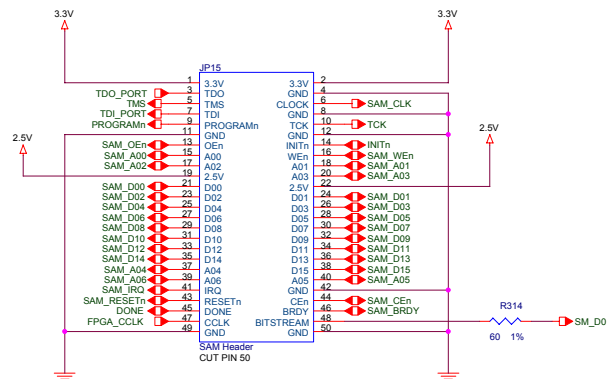 3.3V 3.3V
JP15
1 3.3V 3.3V 2
TDO_PORT 3 TDO GND 4
TMS 5 TMS CLOCK 6 SAM_CLK
TDI_PORT 7 TDI GND 8
PROGRAMn 9 PROGRAMn TCK 10 TCK
11 GND GND 12
2.5V 2.5V
SAM_OEn 13 OEn INITn 14 INITn
SAM_A00 15 A00 WEn 16 SAM_WEn
SAM_A02 17 A02 A01 18 SAM_A01
19 2.5V A03 20 SAM_A03
SAM_D00 21 D00 2.5V 22
SAM_D02 23 D02 D01 24 SAM_D01
SAM_D04 25 D04 D03 26 SAM_D03
SAM_D06 27 D06 D05 28 SAM_D05
SAM_D08 29 D08 D07 30 SAM_D07
SAM_D10 31 D10 D09 32 SAM_D09
SAM_D12 33 D12 D11 34 SAM_D11
SAM_D14 35 D14 D13 36 SAM_D13
SAM_A04 37 A04 D15 38 SAM_D15
SAM_A06 39 A06 A05 40 SAM_A05
SAM_IRQ 41 IRQ GND 42
SAM_RESETn 43 RESETn CEn 44 SAM_CEn
DONE 45 DONE BRDY 46 SAM_BRDY
FPGA_CCLK 47 CCLK BITSTREAM 48
49 GND GND 50
R314
SM_D0
60 1%
SAM Header
CUT PIN 50